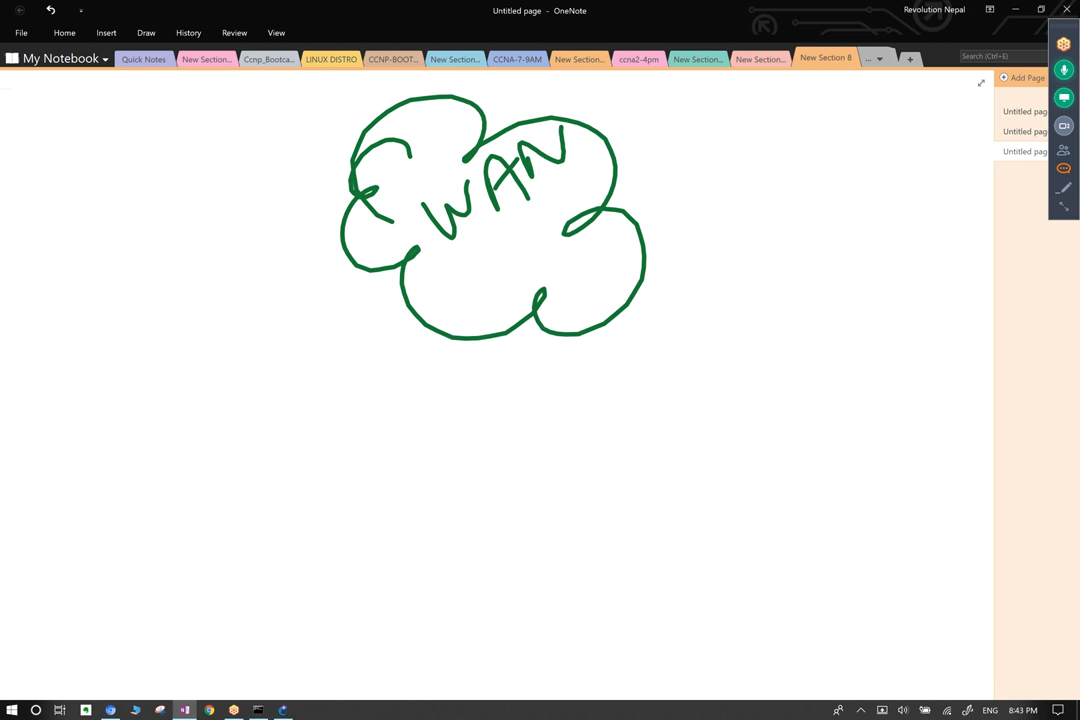 Untitled page - OneNote
Revolution Nepal
File Home Insert Draw History Review View
My Notebook
Quick Notes New Section... Ccnp_Bootca... LINUX DISTRO CCNP-BOOT... New Section... CCNA-7-9AM New Section... ccna2-4pm New Section... New Section... New Section 8 ...
Search (Ctrl+E)
Add Page
Untitled pag
Untitled pag
Untitled pag
WAN
ENG 8:43 PM